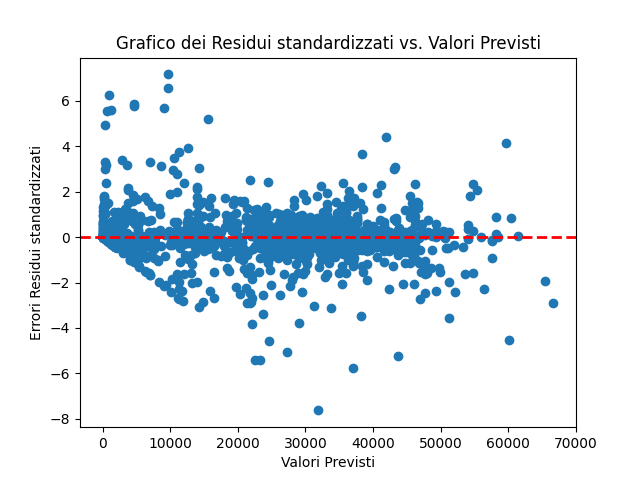 Grafico dei Residui standardizzati vs. Valori Previsti
Errori Residui standardizzati
6
4
2
0
−2
−4
−6
−8
0 10000 20000 30000 40000 50000 60000 70000
Valori Previsti